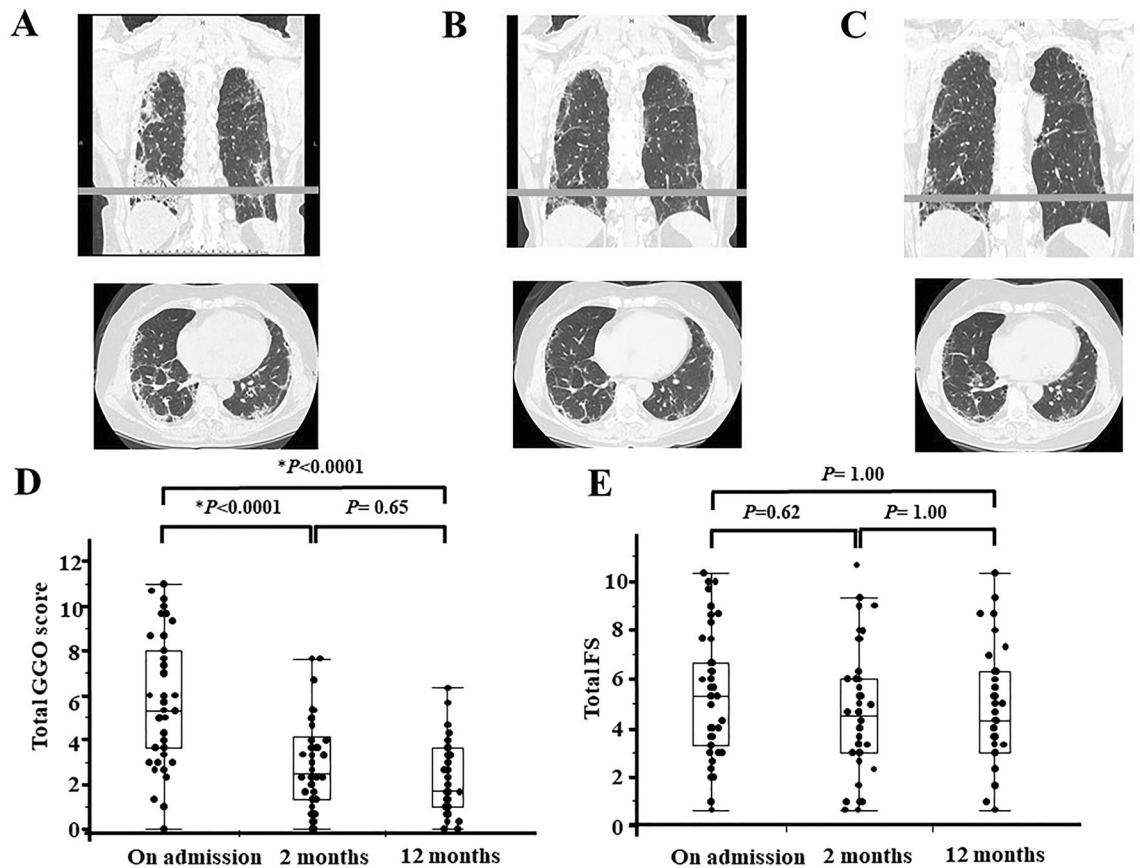 A
B
C
H
H
H
R
L
D
*P<0.0001
*P<0.0001
P= 0.65
Total GGO score
12
10
8
6
4
2
0
On admission
2 months
12 months
E
P= 1.00
P=0.62
P= 1.00
Total FS
10
8
6
4
2
0
On admission
2 months
12 months